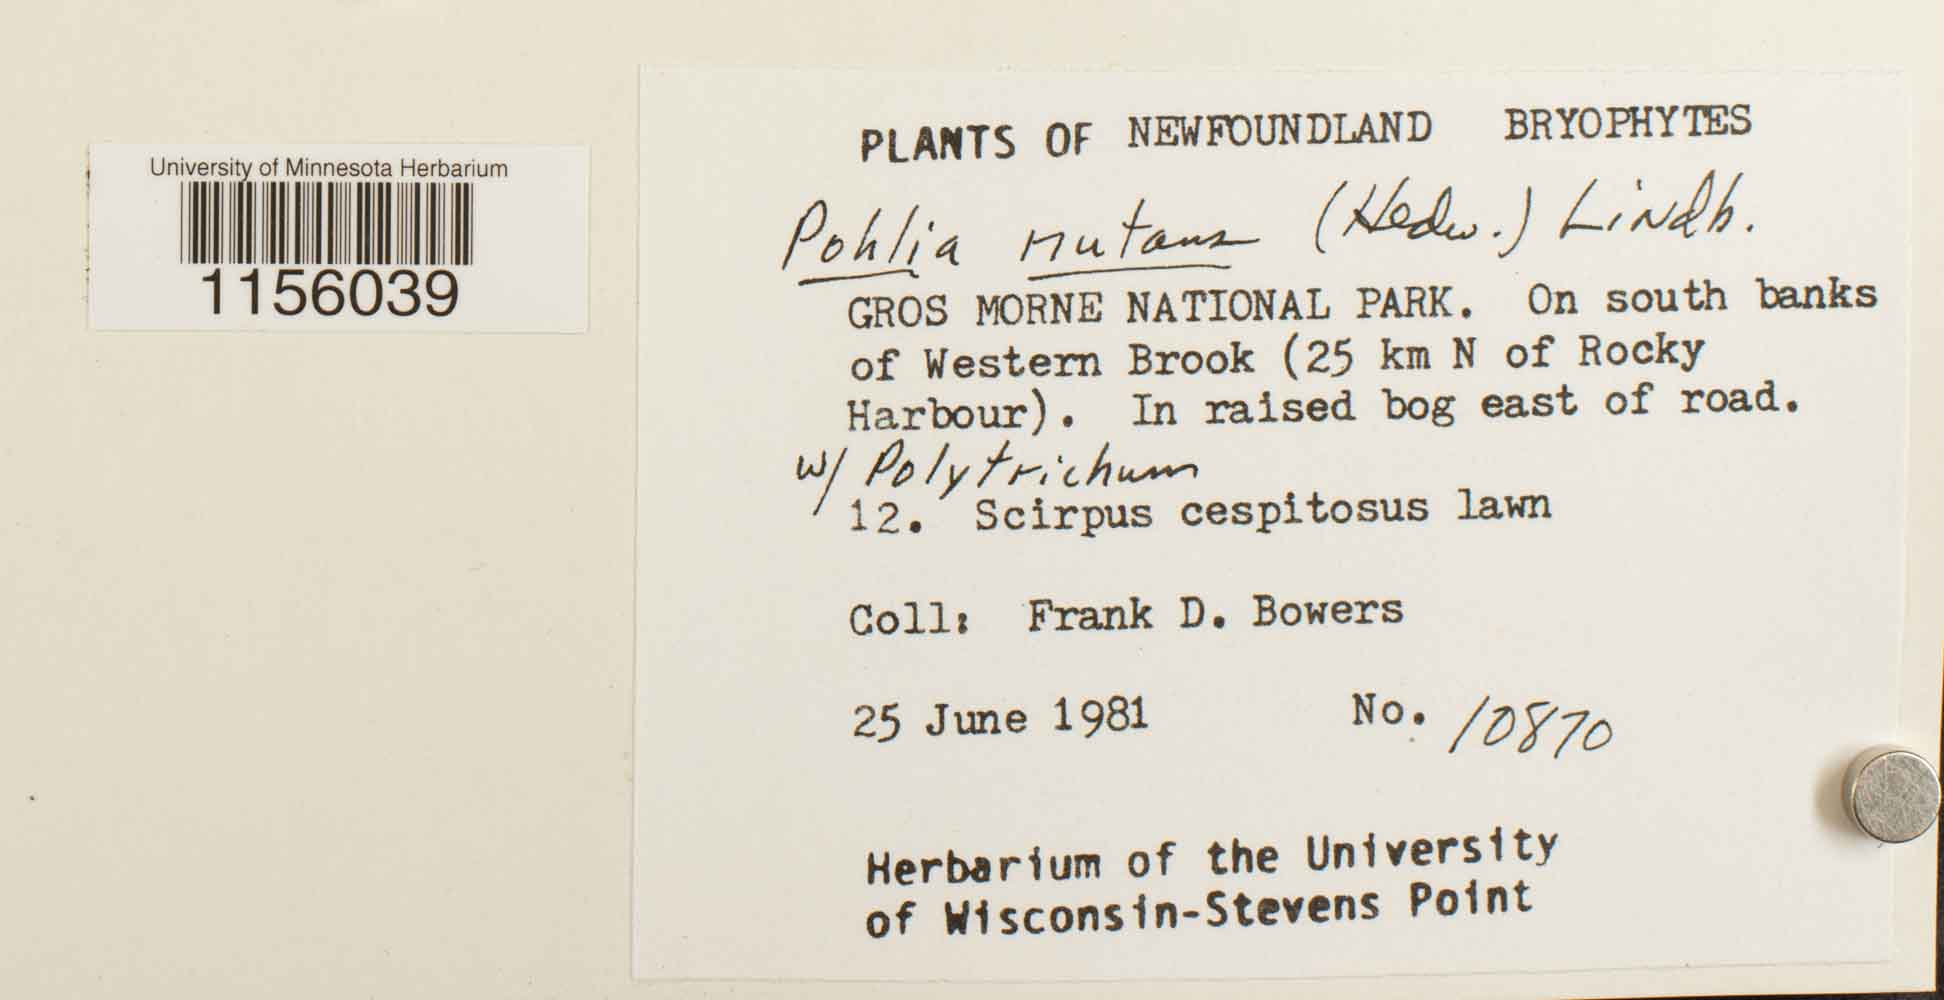 University of Minnesota Herbarium
1156039
PLANTS OF NEWFOUNDLAND BRYOPHYTES
Pohlia nutans (Hedw.) Lindb.
GROS MORNE NATIONAL PARK. On south banks
of Western Brook (25 km N of Rocky
Harbour). In raised bog east of road.
w/ Polytrichum
12. Scirpus cespitosus lawn
Coll: Frank D. Bowers
25 June 1981 No. 10870
Herbarium of the University
of Wisconsin-Stevens Point